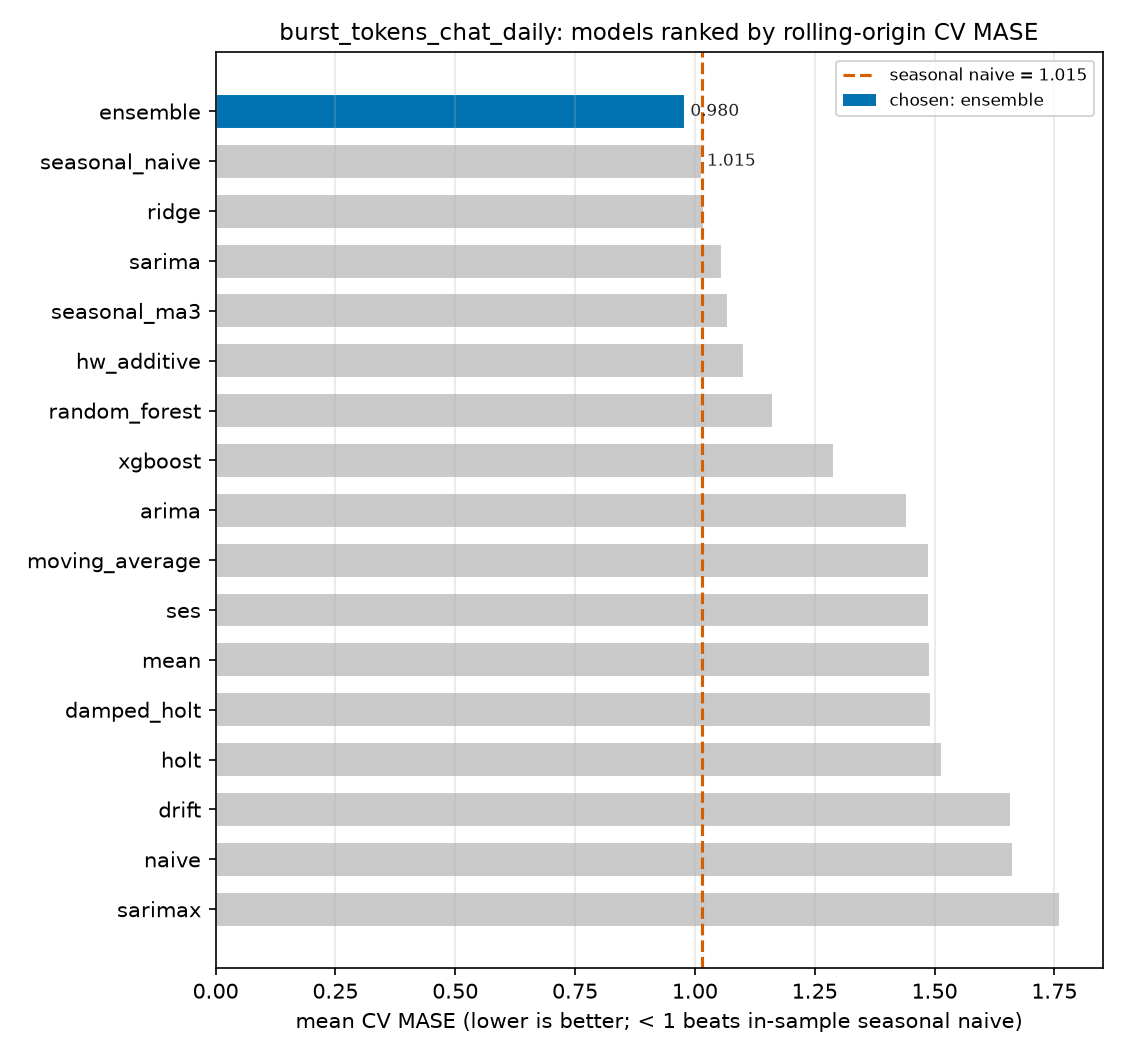 burst_tokens_chat_daily: models ranked by rolling-origin CV MASE
seasonal naive = 1.015
chosen: ensemble
ensemble
0.980
seasonal_naive
1.015
ridge
sarima
seasonal_ma3
hw_additive
random_forest
xgboost
arima
moving_average
ses
mean
damped_holt
holt
drift
naive
sarimax
0.00 0.25 0.50 0.75 1.00 1.25 1.50 1.75
mean CV MASE (lower is better; < 1 beats in-sample seasonal naive)